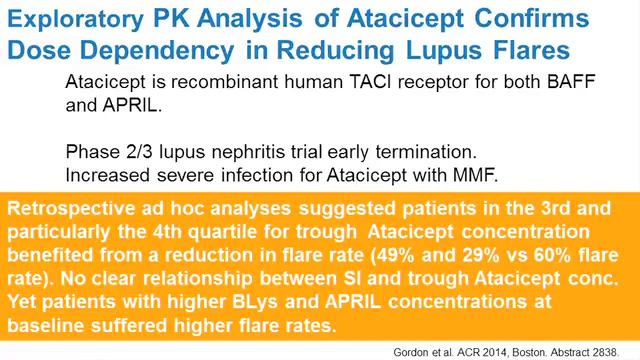 Exploratory PK Analysis of Atacicept Confirms
Dose Dependency in Reducing Lupus Flares
Atacicept is recombinant human TACI receptor for both BAFF
and APRIL.
Phase 2/3 lupus nephritis trial early termination.
Increased severe infection for Atacicept with MMF.
Retrospective ad hoc analyses suggested patients in the 3rd and
particularly the 4th quartile for trough Atacicept concentration
benefited from a reduction in flare rate (49% and 29% vs 60% flare
rate). No clear relationship between SI and trough Atacicept conc.
Yet patients with higher BLys and APRIL concentrations at
baseline suffered higher flare rates.
Gordon et al. ACR 2014, Boston. Abstract 2838.